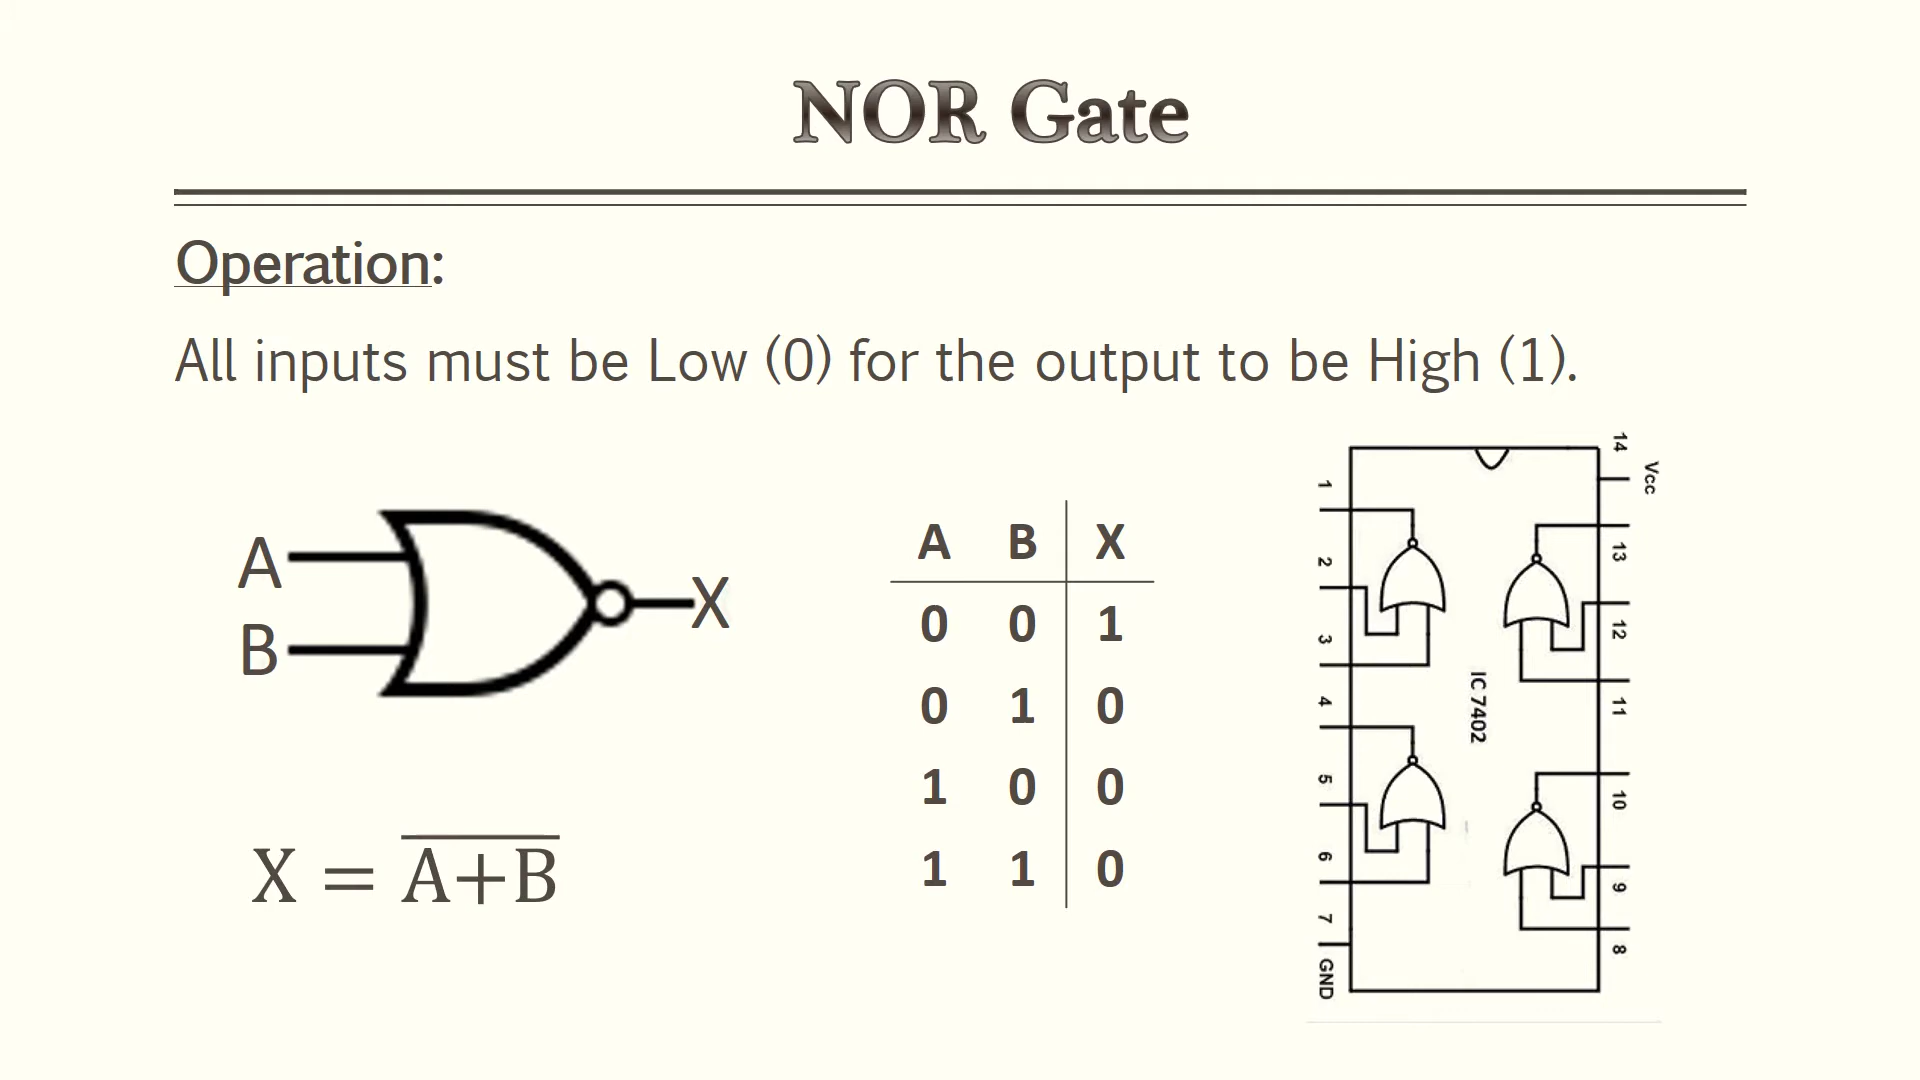 NOR Gate
Operation:
All inputs must be Low (0) for the output to be High (1).
A
B
X
X = \overline{A+B}
A B X
0 0 1
0 1 0
1 0 0
1 1 0
1
2
3
4
5
6
7
GND
IC 7402
14
Vcc
13
12
11
10
9
8